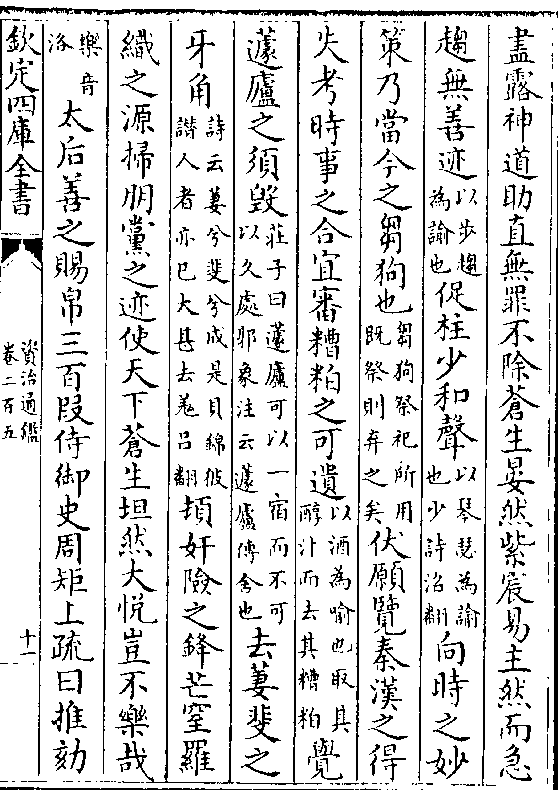 盡露神道助直無罪不除蒼生晏然紫宸易主然而急
趨無善迹以步趨為諭也促柱少和聲以琴瑟為諭也少詩沼翻向時之妙
策乃當今之芻狗也芻狗祭祀所用既祭則弃之矣伏願覽秦漢之得
失考時事之合宜審糟粕之可遺以酒為喻也取其醇汁而去其糟粕覺
蘧廬之須毀莊子曰蘧廬可以一宿而不可以久處郭象注云蘧廬傳舍也去萋斐之
牙角詩云萋兮斐兮成是貝錦彼譖人者亦已大甚去羌呂翻頓奸險之鋒芒窒羅
織之源掃朋黨之迹使天下蒼生坦然大悅豈不樂哉
樂音洛太后善之賜帛三百段侍御史周矩上疏曰推劾
欽定四庫全書
資治通鑑
卷二百五
十一